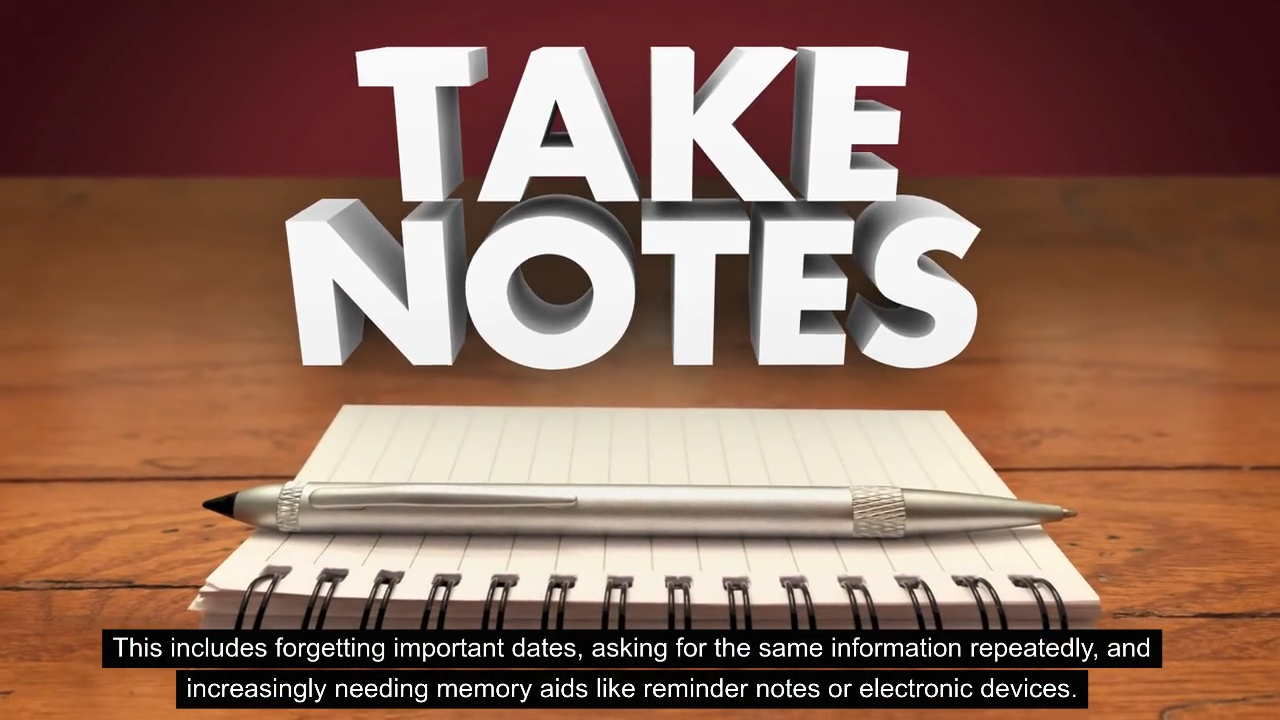 TAKE
NOTES
This includes forgetting important dates, asking for the same information repeatedly, and
increasingly needing memory aids like reminder notes or electronic devices.